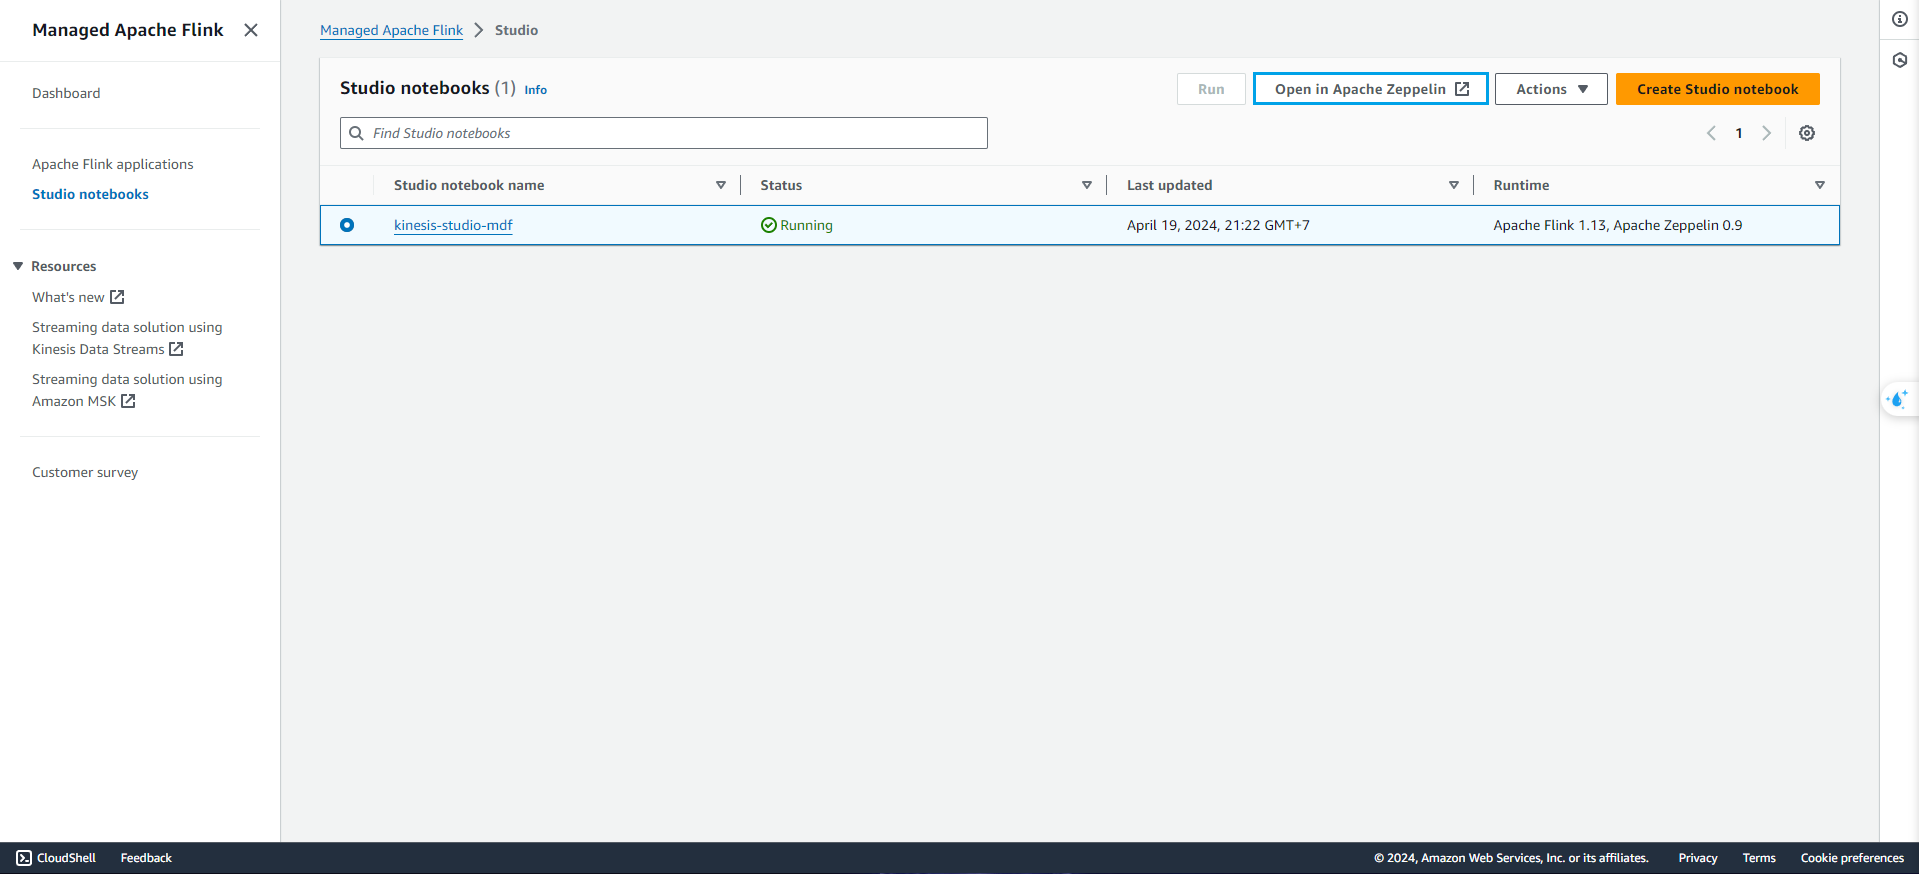 Managed Apache Flink
Dashboard
Apache Flink applications
Studio notebooks
Resources
What's new
Streaming data solution using
Kinesis Data Streams
Streaming data solution using
Amazon MSK
Customer survey
Managed Apache Flink > Studio
Studio notebooks (1) Info
Run
Open in Apache Zeppelin
Actions
Create Studio notebook
Find Studio notebooks
1
Studio notebook name
Status
Last updated
Runtime
kinesis-studio-mdf
Running
April 19, 2024, 21:22 GMT+7
Apache Flink 1.13, Apache Zeppelin 0.9
CloudShell
Feedback
© 2024, Amazon Web Services, Inc. or its affiliates.
Privacy
Terms
Cookie preferences